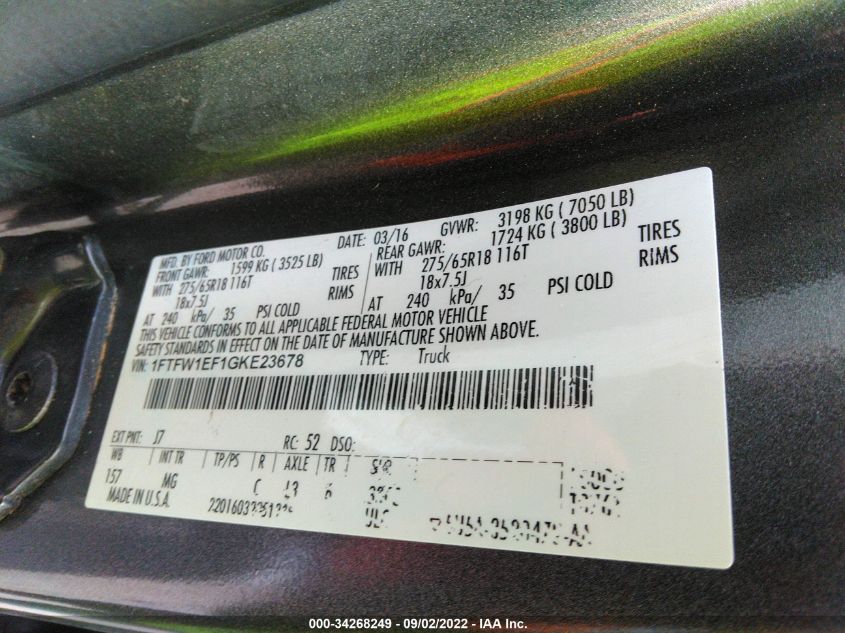 MFD. BY FORD MOTOR CO. DATE: 03/16 GVWR: 3198 KG ( 7050 LB)
FRONT GAWR: 1599 KG ( 3525 LB) REAR GAWR: 1724 KG ( 3800 LB)
WITH 275/65R18 116T TIRES WITH 275/65R18 116T TIRES
18x7.5J RIMS 18x7.5J RIMS
AT 240 kPa/ 35 PSI COLD AT 240 kPa/ 35 PSI COLD
THIS VEHICLE CONFORMS TO ALL APPLICABLE FEDERAL MOTOR VEHICLE
SAFETY STANDARDS IN EFFECT ON THE DATE OF MANUFACTURE SHOWN ABOVE.
VIN: 1FTFW1EF1GKE23678 TYPE: Truck
EXT PNT: J7 RC: 52 DSO:
WB INT TR TP/PS R AXLE TR
157 MG C 6
MADE IN U.S.A.
000-34268249 - 09/02/2022 - IAA Inc.